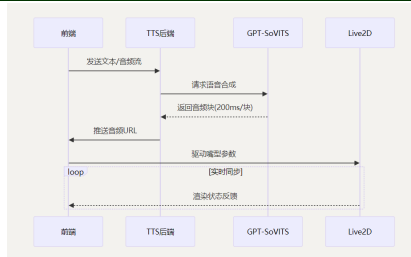 前端 TTS后端 GPT-SoVITS Live2D
发送文本/音频流
请求语音合成
返回音频块(200ms/块)
推送音频URL
驱动嘴型参数
loop [实时同步]
渲染状态反馈
前端 TTS后端 GPT-SoVITS Live2D